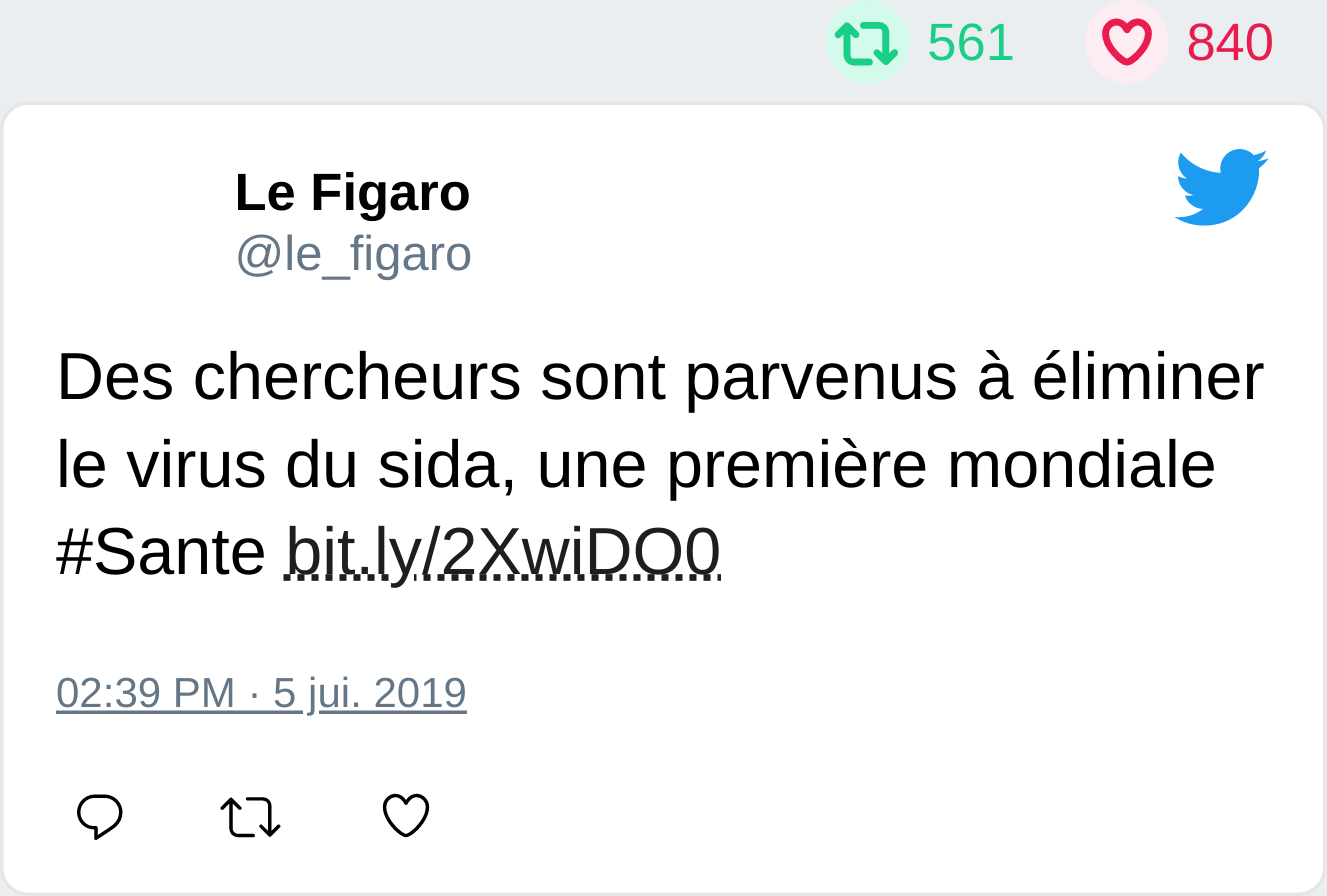 561 840
Le Figaro
@le_figaro
Des chercheurs sont parvenus à éliminer
le virus du sida, une première mondiale
#Sante bit.ly/2XwiDO0
02:39 PM · 5 jui. 2019